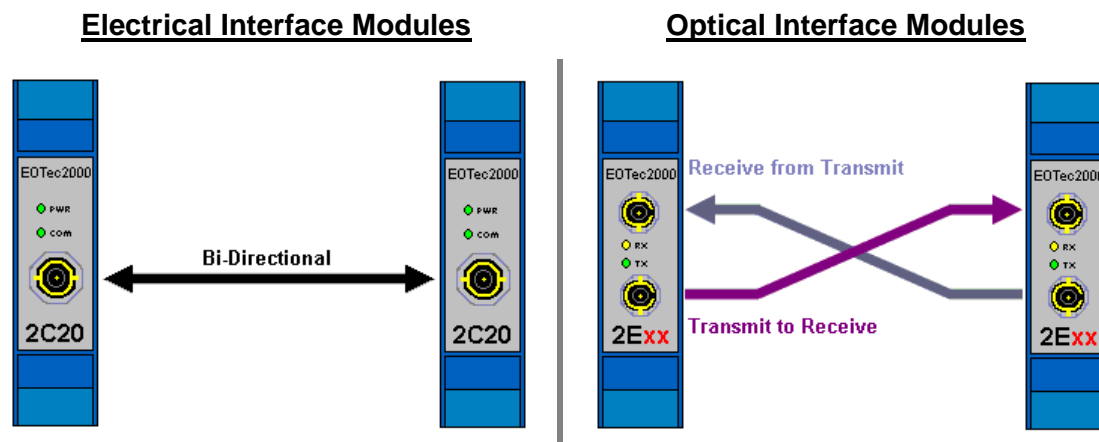 Electrical Interface Modules
EOTec2000
PWR
COM
2C20
Bi-Directional
EOTec2000
PWR
COM
2C20
Optical Interface Modules
EOTec2000
RX
TX
2Exx
Receive from Transmit
Transmit to Receive
EOTec2000
RX
TX
2Exx